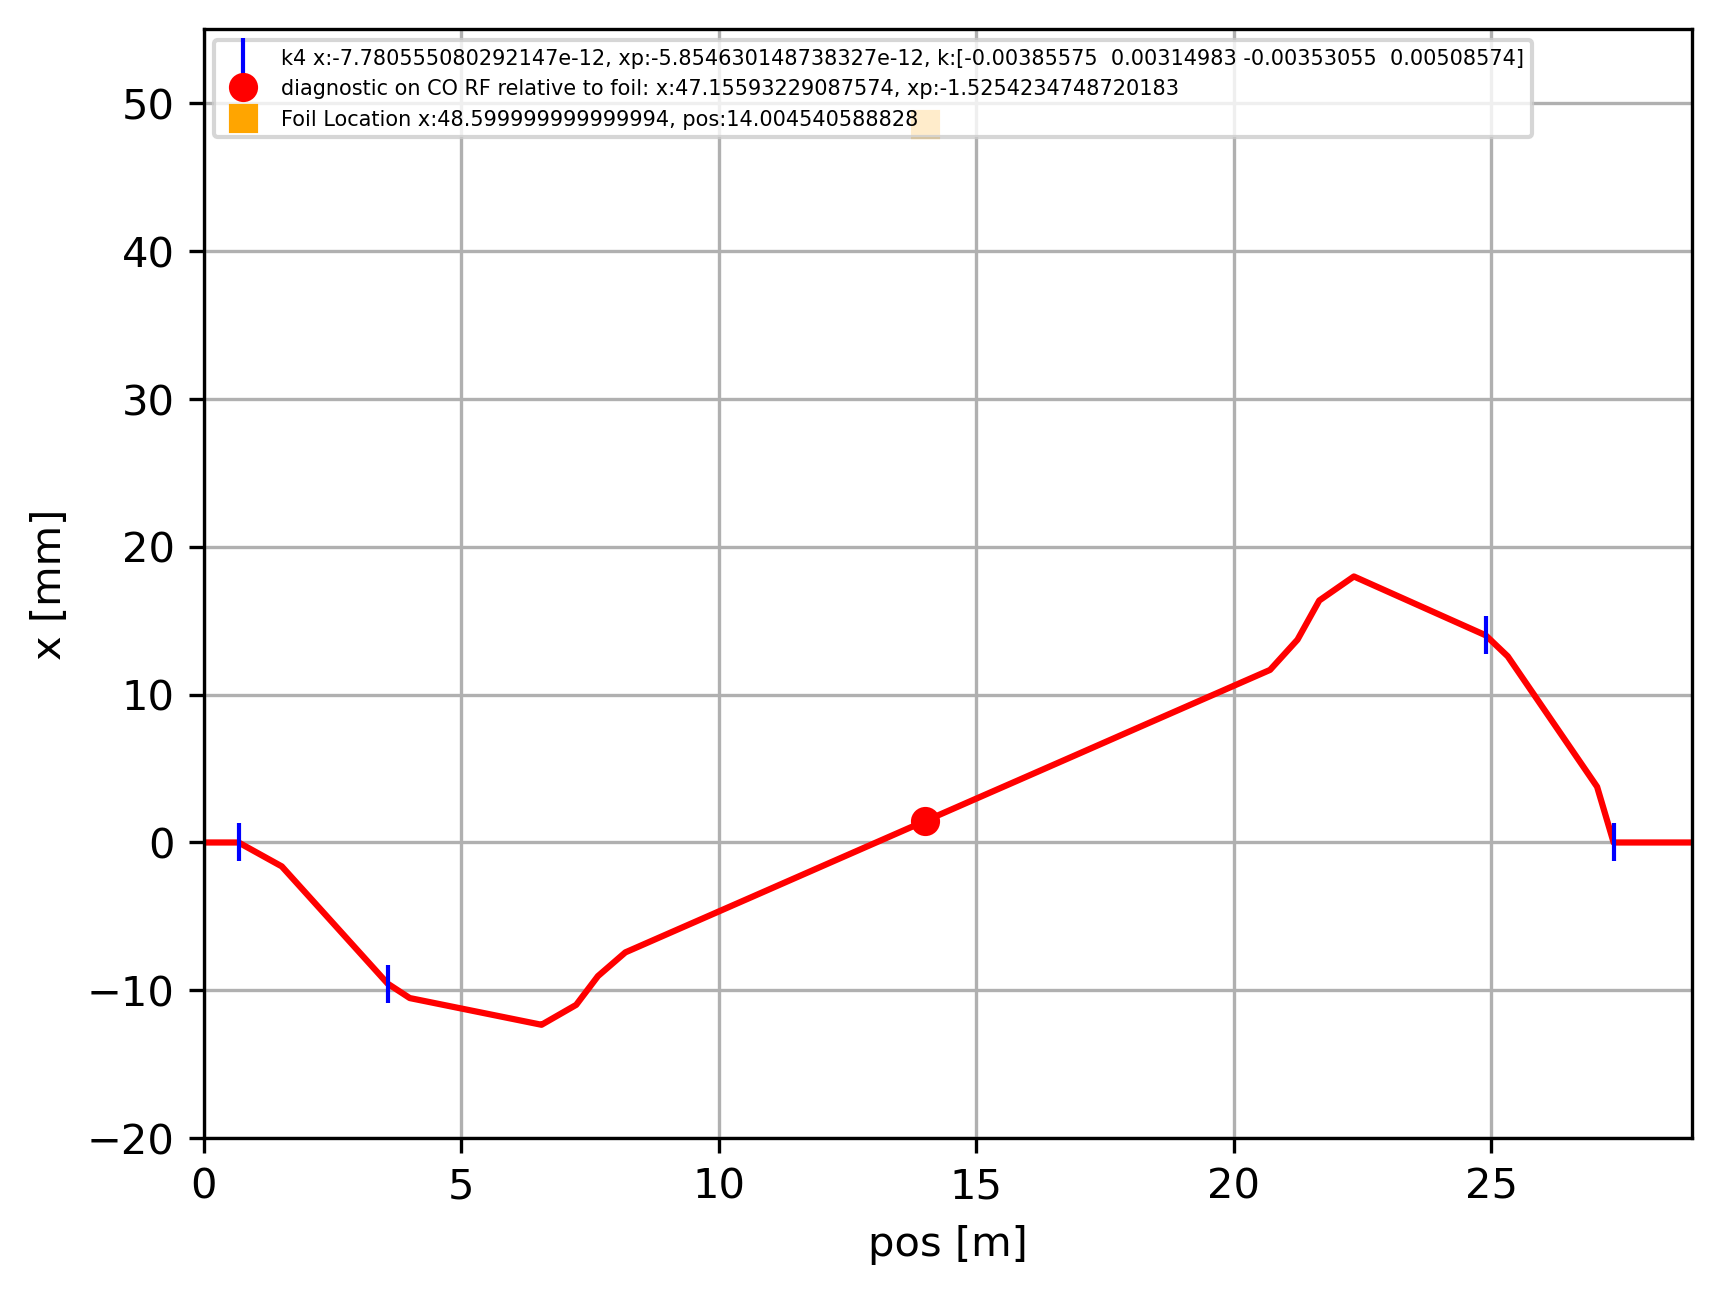 k4 x:-7.780555080292147e-12, xp:-5.854630148738327e-12, k:[-0.00385575  0.00314983 -0.00353055  0.00508574]
diagnostic on CO RF relative to foil: x:47.15593229087574, xp:-1.5254234748720183
Foil Location x:48.599999999999994, pos:14.004540588828
50
40
30
20
10
0
−10
−20
x [mm]
0 5 10 15 20 25
pos [m]